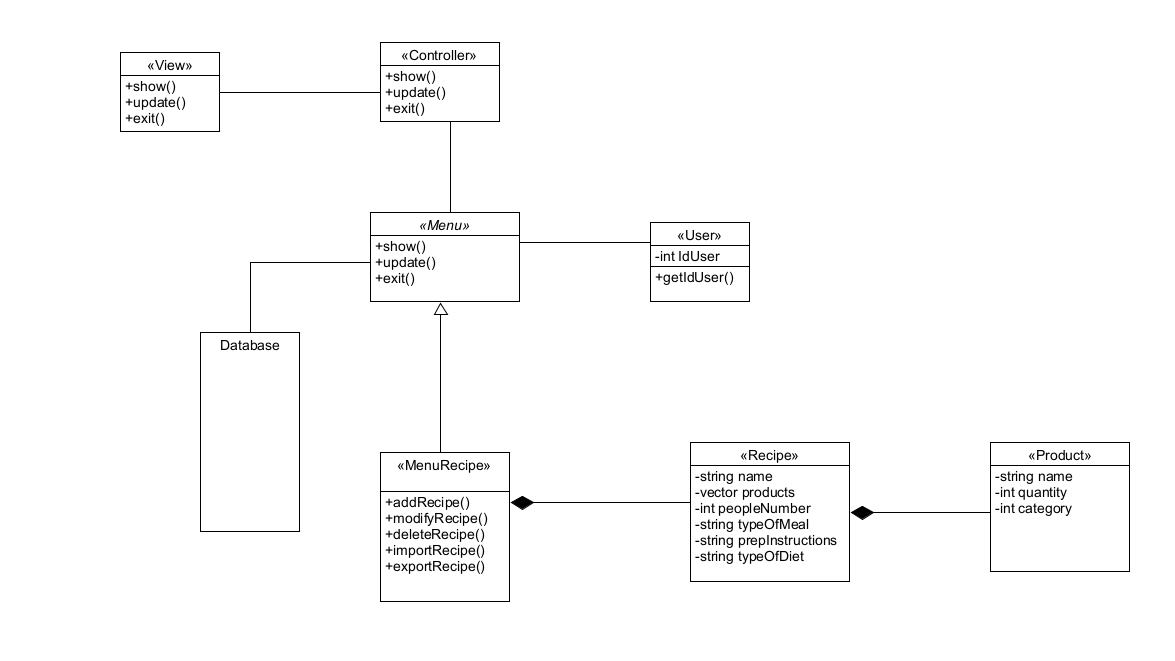 «View»
+show()
+update()
+exit()
«Controller»
+show()
+update()
+exit()
«Menu»
+show()
+update()
+exit()
«User»
-int IdUser
+getIdUser()
Database
«MenuRecipe»
+addRecipe()
+modifyRecipe()
+deleteRecipe()
+importRecipe()
+exportRecipe()
«Recipe»
-string name
-vector products
-int peopleNumber
-string typeOfMeal
-string prepInstructions
-string typeOfDiet
«Product»
-string name
-int quantity
-int category